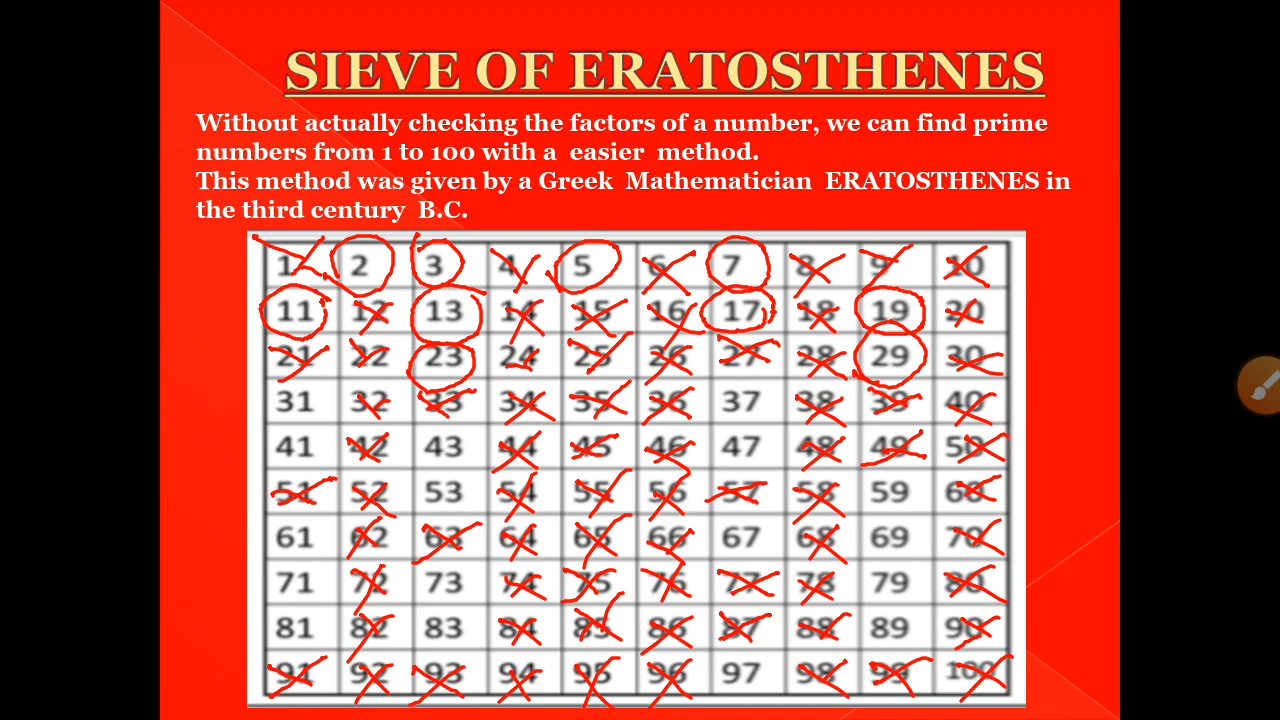 SIEVE OF ERATOSTHENES
Without actually checking the factors of a number, we can find prime
numbers from 1 to 100 with a easier method.
This method was given by a Greek Mathematician ERATOSTHENES in
the third century B.C.
1 2 3 4 5 6 7 8 9 10
11 12 13 14 15 16 17 18 19 20
21 22 23 24 25 26 27 28 29 30
31 32 33 34 35 36 37 38 39 40
41 42 43 44 45 46 47 48 49 50
51 52 53 54 55 56 57 58 59 60
61 62 63 64 65 66 67 68 69 70
71 72 73 74 75 76 77 78 79 80
81 82 83 84 85 86 87 88 89 90
91 92 93 94 95 96 97 98 99 100